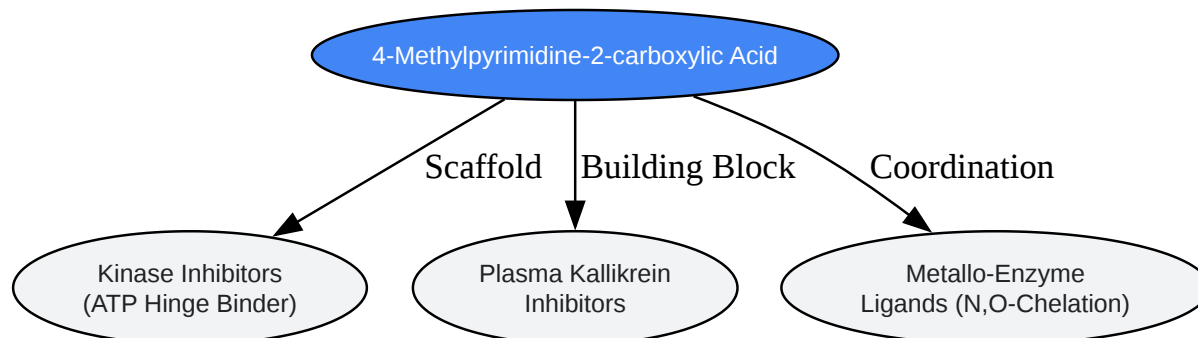 4-Methylpyrimidine-2-carboxylic Acid
Scaffold
Building Block
Coordination
Kinase Inhibitors
(ATP Hinge Binder)
Plasma Kallikrein
Inhibitors
Metallo-Enzyme
Ligands (N,O-Chelation)